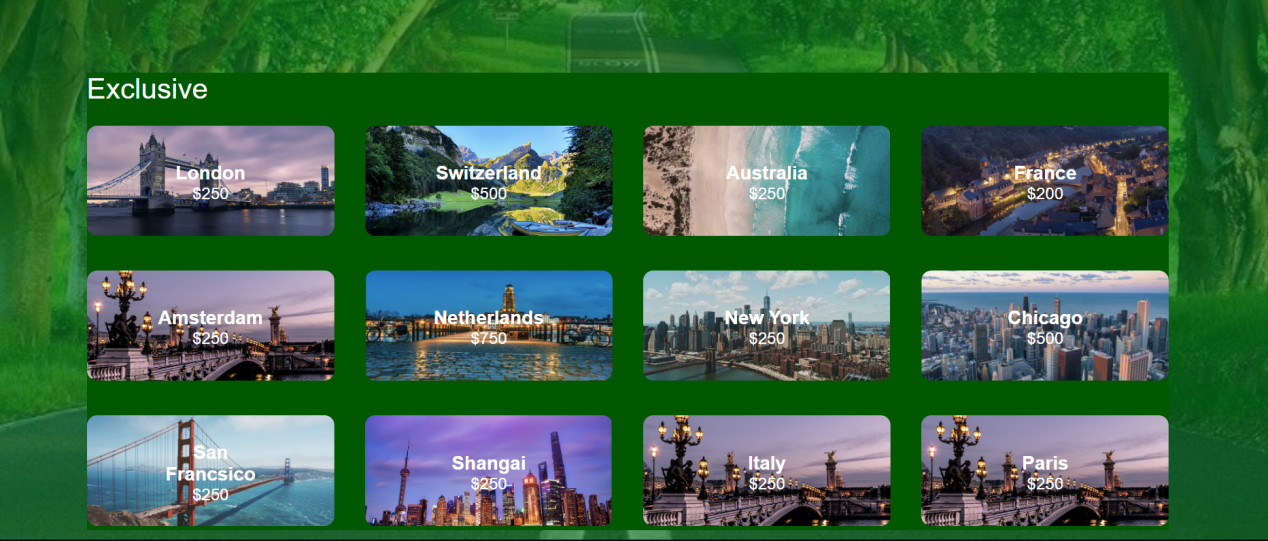 SLOW
Exclusive
London
$250
Switzerland
$500
Australia
$250
France
$200
Amsterdam
$250
Netherlands
$750
New York
$250
Chicago
$500
San
Francsico
$250
Shangai
$250
Italy
$250
Paris
$250